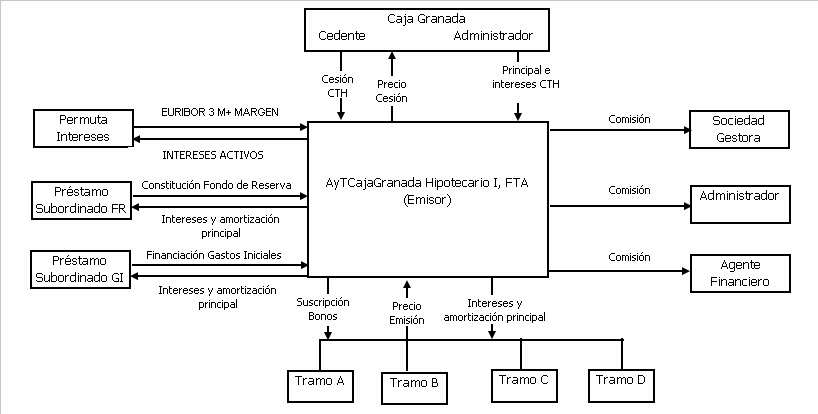 Caja Granada
Cedente Administrador
Cesión
CTH
Precio
Cesión
Principal e
intereses CTH
Permuta
Intereses
EURIBOR 3 M+ MARGEN
INTERESES ACTIVOS
Préstamo
Subordinado FR
Constitución Fondo de Reserva
Intereses y amortización
principal
Préstamo
Subordinado GI
Financiación Gastos Iniciales
Intereses y amortización
principal
AyTCajaGranada Hipotecario I, FTA
(Emisor)
Comisión
Sociedad
Gestora
Comisión
Administrador
Comisión
Agente
Financiero
Suscripción
Bonos
Precio
Emisión
Intereses y
amortización principal
Tramo A
Tramo B
Tramo C
Tramo D